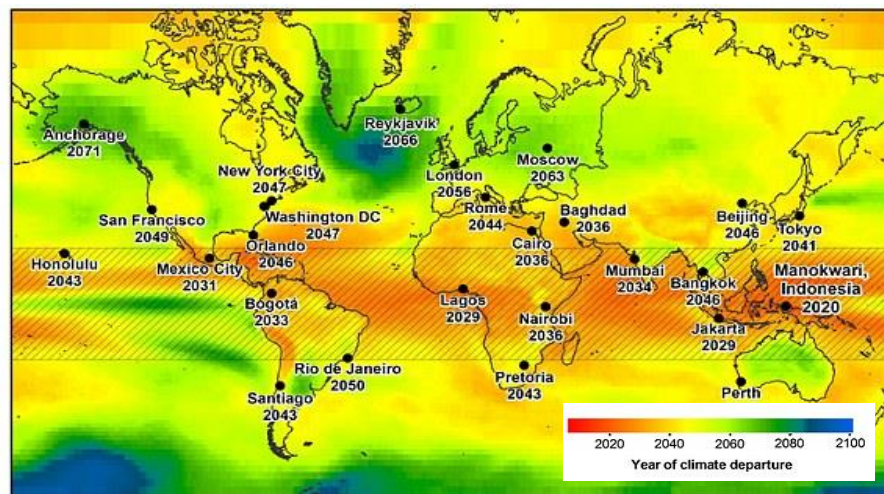 Anchorage
2071
Reykjavik
2066
New York City
2047
London
2056
Moscow
2063
San Francisco
2049
Washington DC
2047
Rome
2044
Baghdad
2036
Beijing
2046
Tokyo
2041
Orlando
2046
Cairo
2036
Honolulu
2043
Mexico City
2031
Mumbai
2034
Bangkok
2046
Manokwari,
Indonesia
2020
Bogotá
2033
Lagos
2029
Nairobi
2036
Jakarta
2029
Rio de Janeiro
2050
Pretoria
2043
Santiago
2043
Perth
2020 2040 2060 2080 2100
Year of climate departure